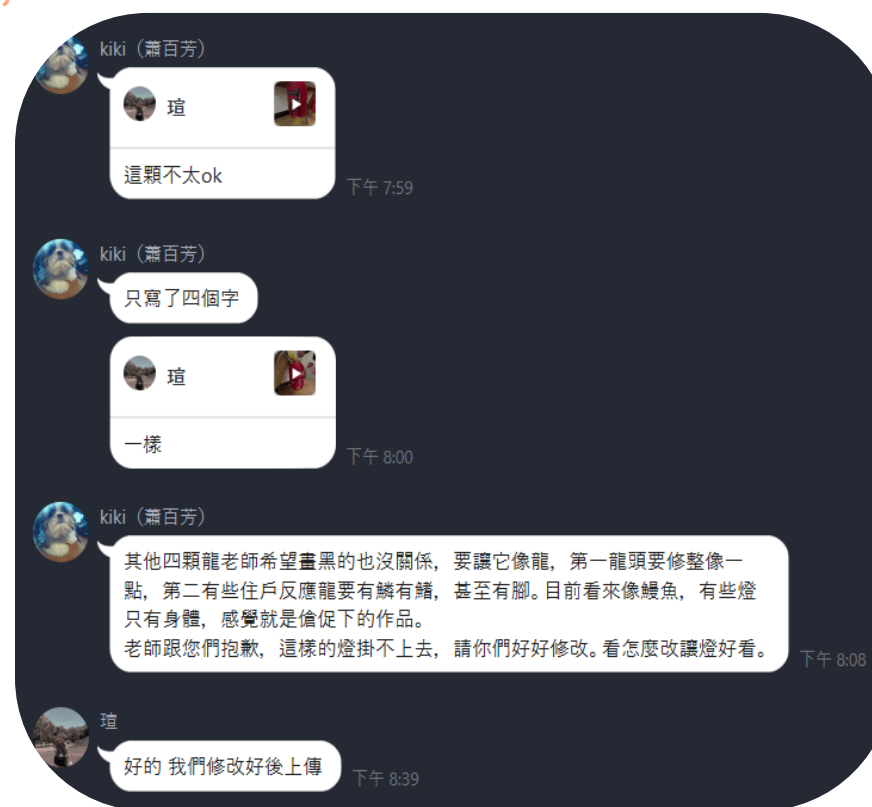 kiki（蕭百芳）
瑄
這顆不太ok
下午 7:59
kiki（蕭百芳）
只寫了四個字
瑄
一樣
下午 8:00
kiki（蕭百芳）
其他四顆龍老師希望畫黑的也沒關係，要讓它像龍，第一龍頭要修整像一
點，第二有些住戶反應龍要有鱗有鰭，甚至有腳。目前看來像鰻魚，有些燈
只有身體，感覺就是傖促下的作品。
老師跟您們抱歉，這樣的燈掛不上去，請你們好好修改。看怎麼改讓燈好看。
下午 8:08
瑄
好的 我們修改好後上傳
下午 8:39